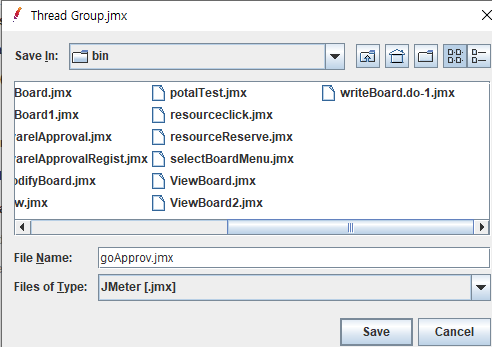 Thread Group.jmx
Save In: bin
Board.jmx
Board1.jmx
varelApproval.jmx
varelApprovalRegist.jmx
odifyBoard.jmx
w.jmx
potalTest.jmx
resourceclick.jmx
resourceReserve.jmx
selectBoardMenu.jmx
ViewBoard.jmx
ViewBoard2.jmx
writeBoard.do-1.jmx
File Name: goApprov.jmx
Files of Type: JMeter [.jmx]
Save Cancel